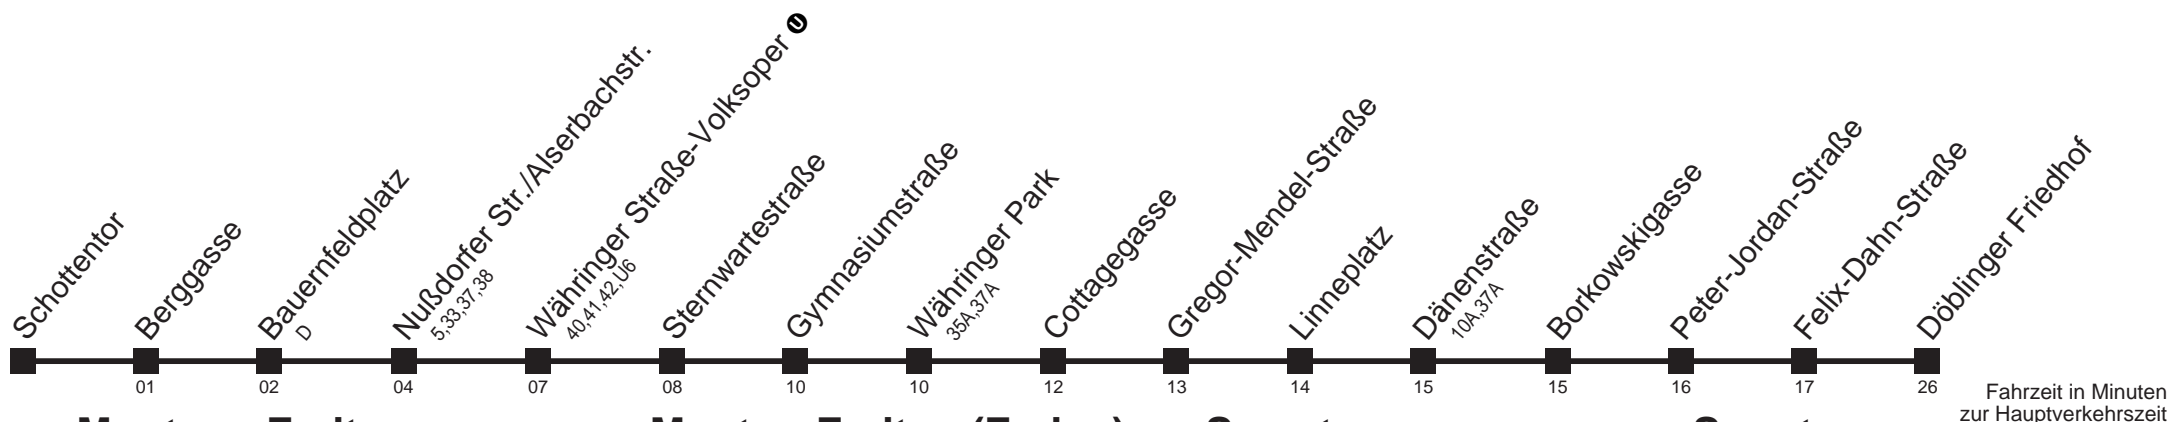 Schottentor
Berggasse
01
Bauernfeldplatz
D
02
Nußdorfer Str./Alserbachstr.
5,33,37,38
04
Währinger Straße-Volksoper U
40,41,42,U6
07
Sternwartestraße
08
Gymnasiumstraße
10
Währinger Park
35A,37A
10
Cottagegasse
12
Gregor-Mendel-Straße
13
Linneplatz
14
Dänenstraße
10A,37A
15
Borkowskigasse
15
Peter-Jordan-Straße
16
Felix-Dahn-Straße
17
Döblinger Friedhof
26
Fahrzeit in Minuten
zur Hauptverkehrszeit